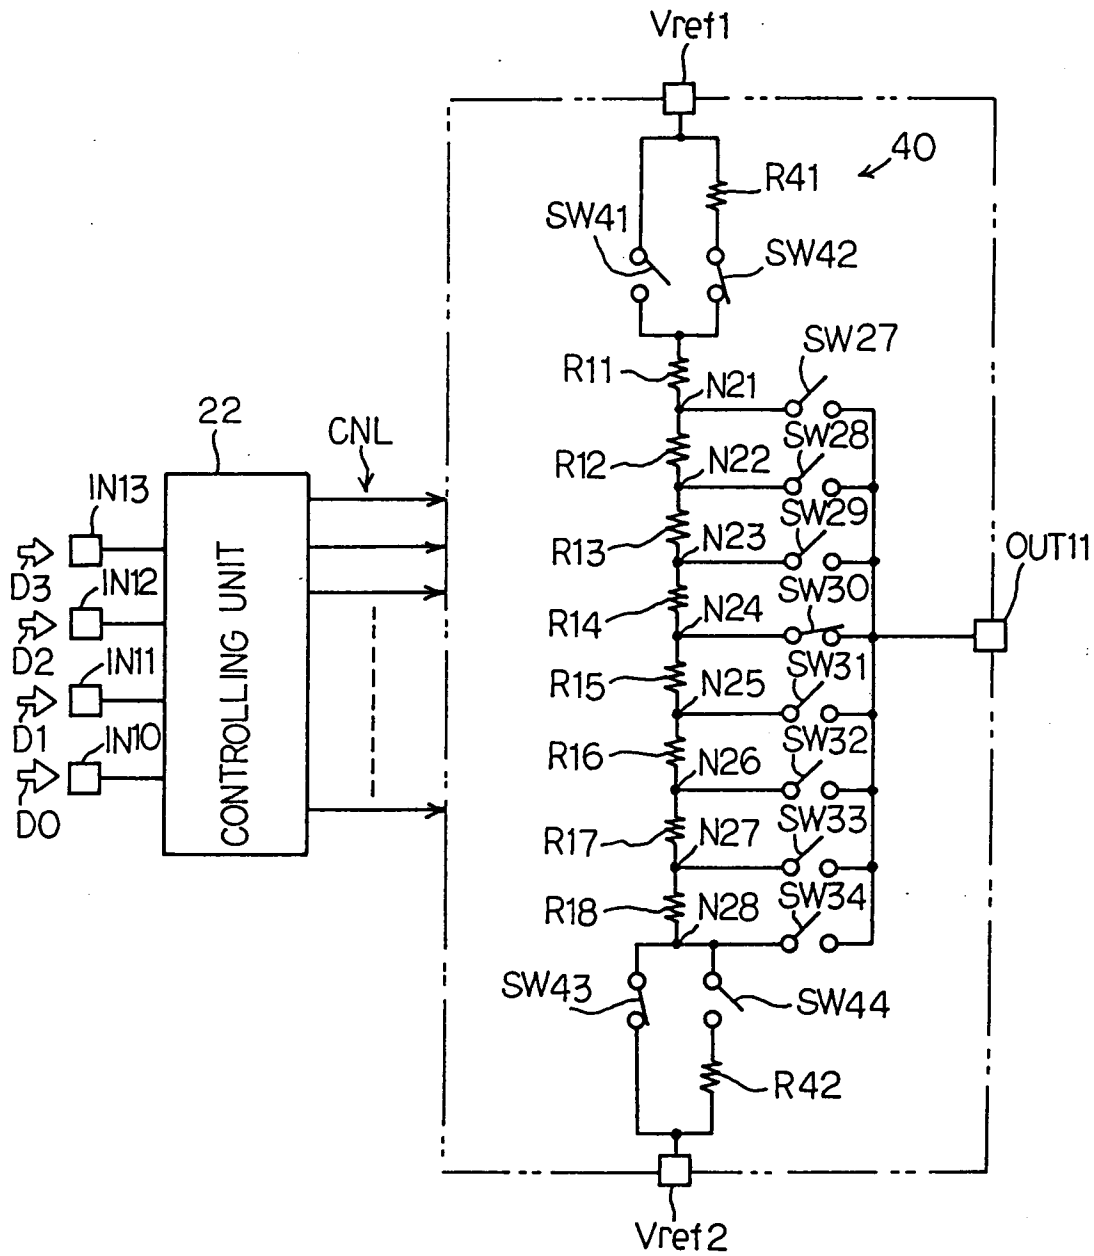 Vref1
40
R41
SW41
SW42
SW27
R11
N21
22
CNL
SW28
R12
N22
IN13
SW29
R13
N23
OUT11
D3
IN12
SW30
R14
N24
D2
IN11
SW31
R15
N25
D1
IN10
SW32
R16
N26
D0
CONTROLLING UNIT
SW33
R17
N27
SW34
R18
N28
SW43
SW44
R42
Vref2